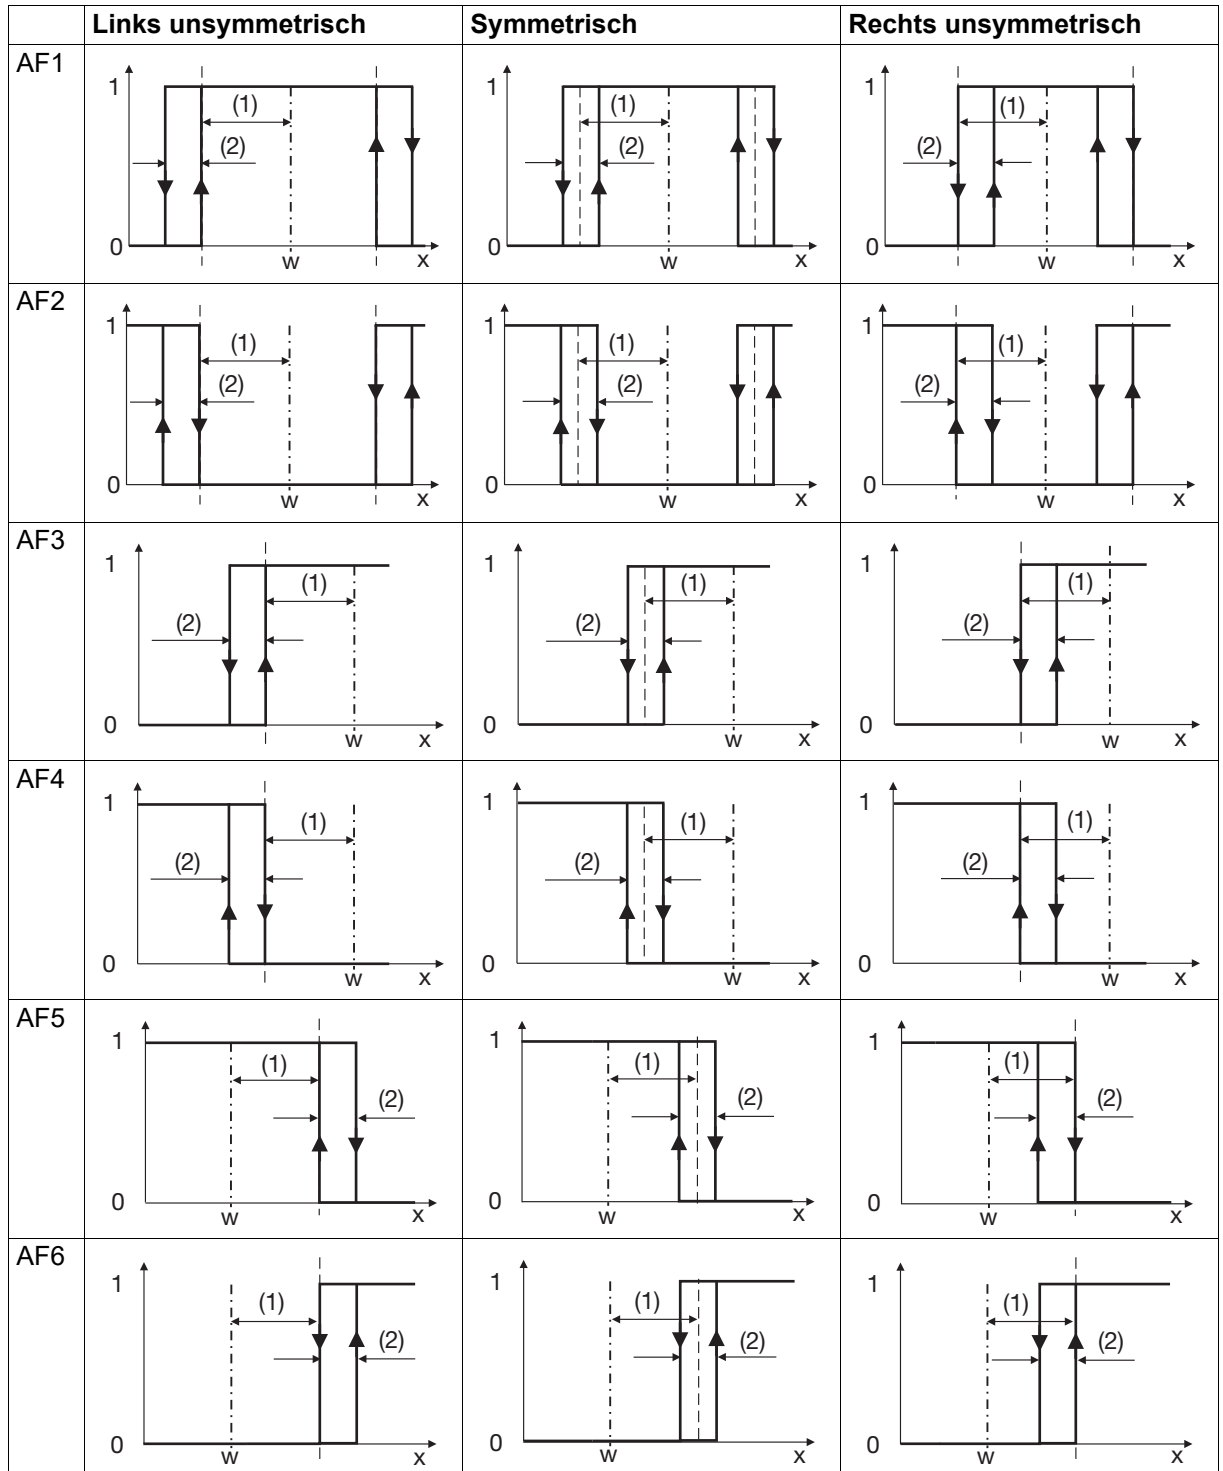 Links unsymmetrisch Symmetrisch Rechts unsymmetrisch
AF1
1 (1) (2) 0 w x
1 (1) (2) 0 w x
1 (1) (2) 0 w x
AF2
1 (1) (2) 0 w x
1 (1) (2) 0 w x
1 (1) (2) 0 w x
AF3
1 (1) (2) 0 w x
1 (1) (2) 0 w x
1 (1) (2) 0 w x
AF4
1 (1) (2) 0 w x
1 (1) (2) 0 w x
1 (1) (2) 0 w x
AF5
1 (1) (2) 0 w x
1 (1) (2) 0 w x
1 (1) (2) 0 w x
AF6
1 (1) (2) 0 w x
1 (1) (2) 0 w x
1 (1) (2) 0 w x